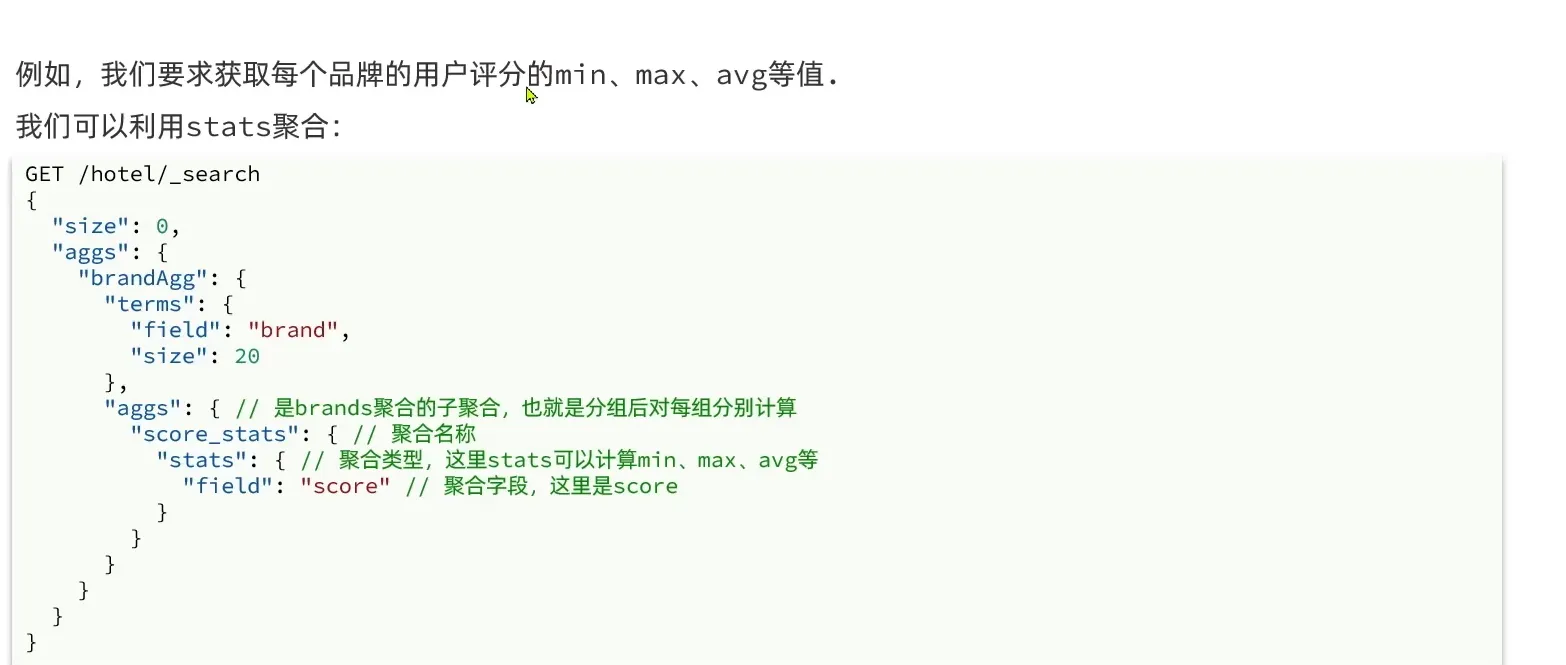 例如，我们要求获取每个品牌的用户评分的min、max、avg等值.
我们可以利用stats聚合：
GET /hotel/_search
{
  "size": 0,
  "aggs": {
    "brandAgg": {
      "terms": {
        "field": "brand",
        "size": 20
      },
      "aggs": { // 是brands聚合的子聚合，也就是分组后对每组分别计算
        "score_stats": { // 聚合名称
          "stats": { // 聚合类型，这里stats可以计算min、max、avg等
            "field": "score" // 聚合字段，这里是score
          }
        }
      }
    }
  }
}